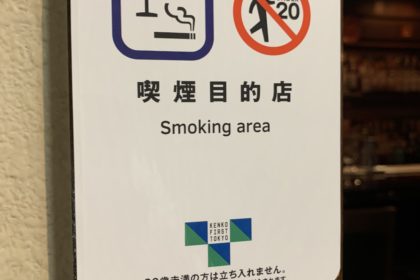 20
喫煙目的店
Smoking area
KENKO
FIRST
TOKYO
20歳未満の方は立ち入れません。